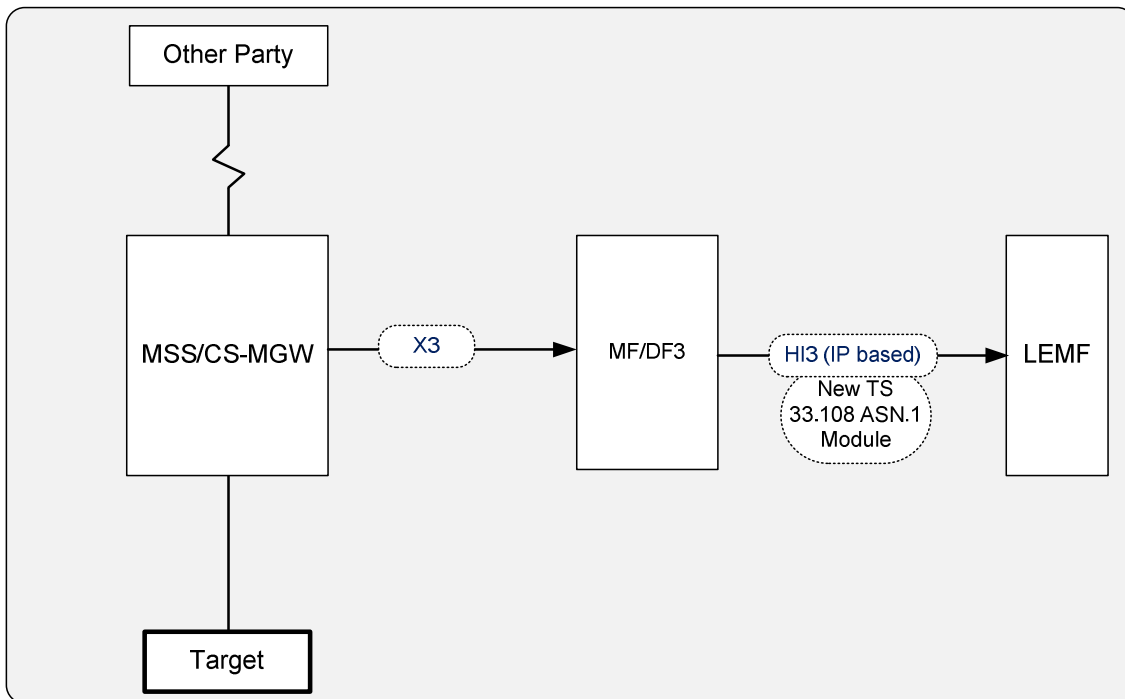 Other Party
MSS/CS-MGW
X3
MF/DF3
HI3 (IP based)
New TS
33.108 ASN.1
Module
LEMF
Target